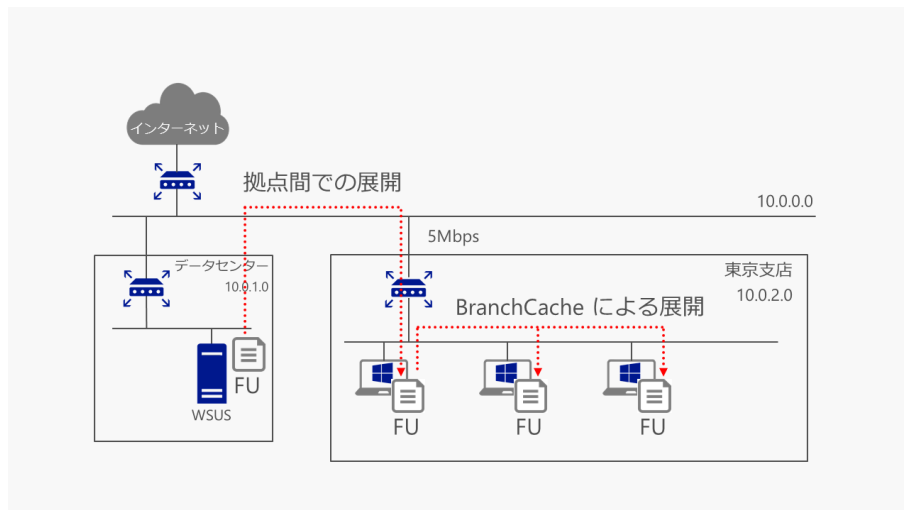 インターネット
拠点間での展開
10.0.0.0
5Mbps
データセンター
10.0.1.0
東京支店
10.0.2.0
BranchCache による展開
FU
WSUS
FU
FU
FU